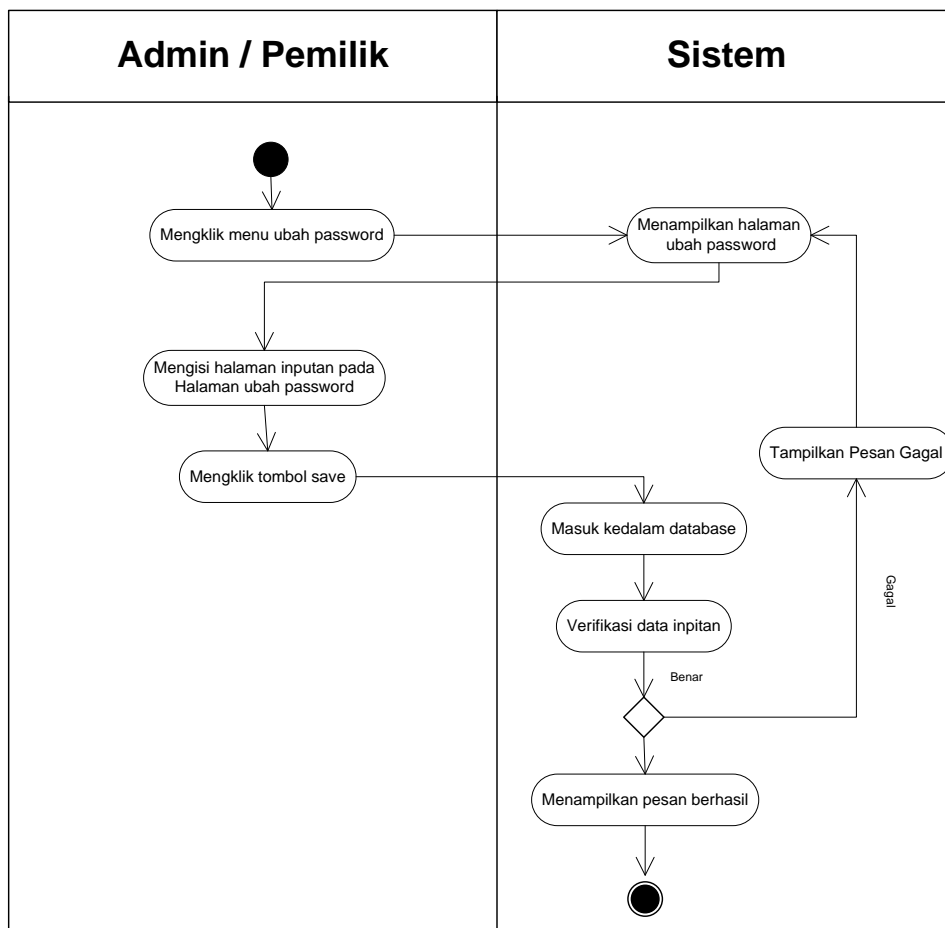 Admin / Pemilik
Sistem
Mengklik menu ubah password
Menampilkan halaman
ubah password
Mengisi halaman inputan pada
Halaman ubah password
Tampilkan Pesan Gagal
Mengklik tombol save
Masuk kedalam database
Gagal
Verifikasi data inpitan
Benar
Menampilkan pesan berhasil